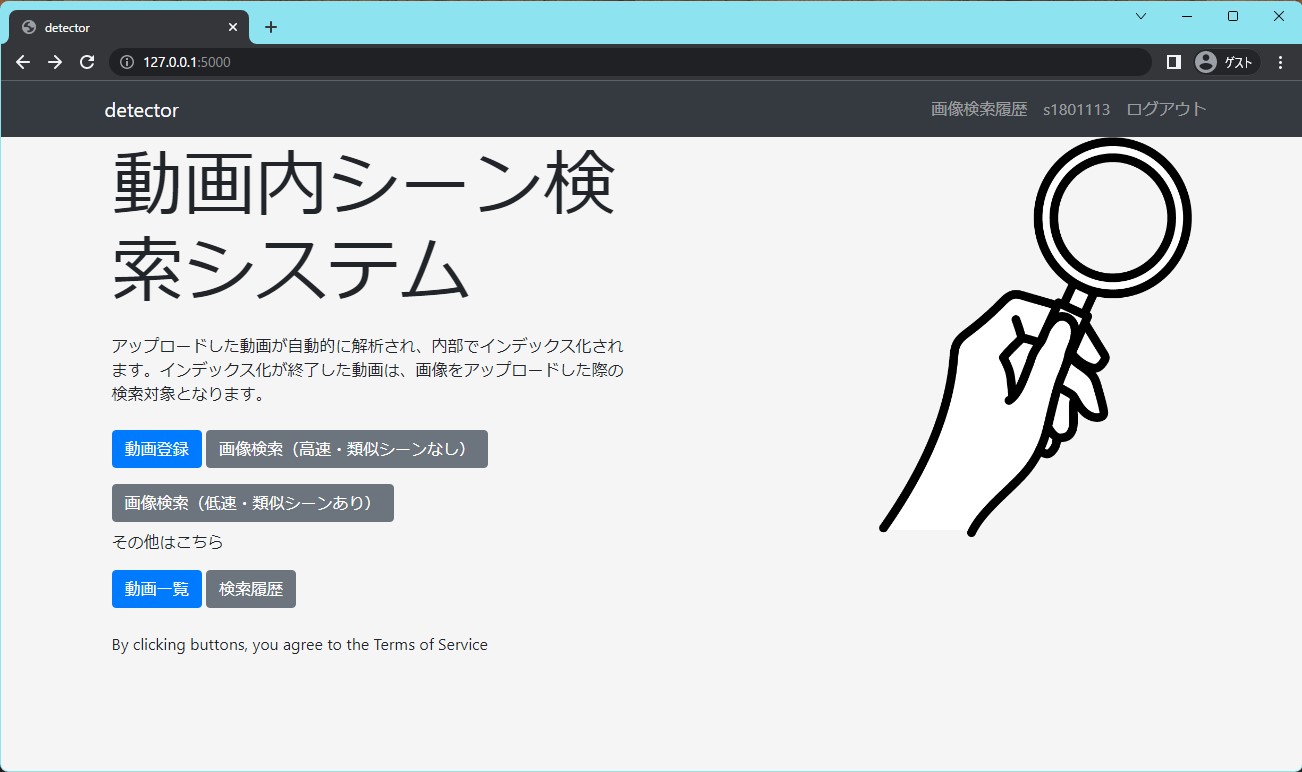 detector
127.0.0.1:5000
ゲスト
detector
画像検索履歴 s1801113 ログアウト
動画内シーン検
索システム
アップロードした動画が自動的に解析され、内部でインデックス化され
ます。インデックス化が終了した動画は、画像をアップロードした際の
検索対象となります。
動画登録 画像検索（高速・類似シーンなし）
画像検索（低速・類似シーンあり）
その他はこちら
動画一覧 検索履歴
By clicking buttons, you agree to the Terms of Service